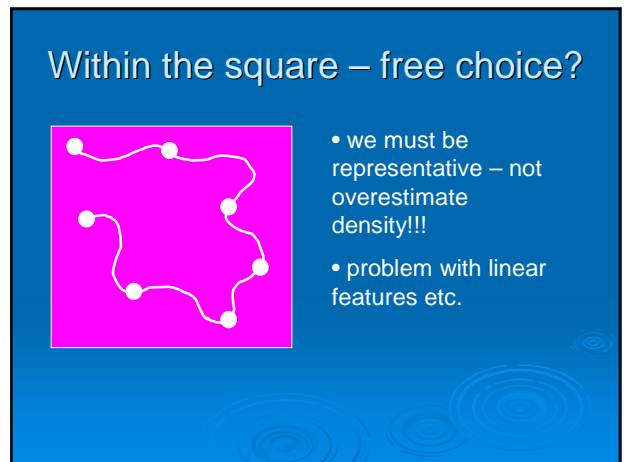 Within the square – free choice?
• we must be
representative – not
overestimate
density!!!
• problem with linear
features etc.